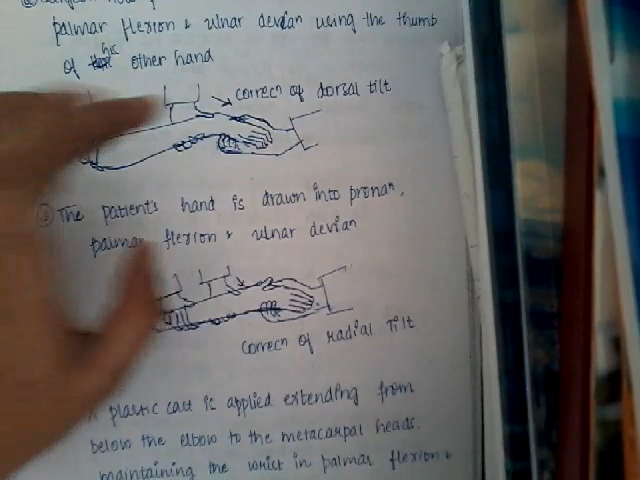 palmar flexion & ulnar devian using the thumb
of his other hand
correcn of dorsal tilt
③ The patient's hand is drawn into pronan,
palmar flexion & ulnar devian
correcn of radial Tilt
plastic cast is applied extending from
below the elbow to the metacarpal heads.
maintaining the wrist in palmar flexion &